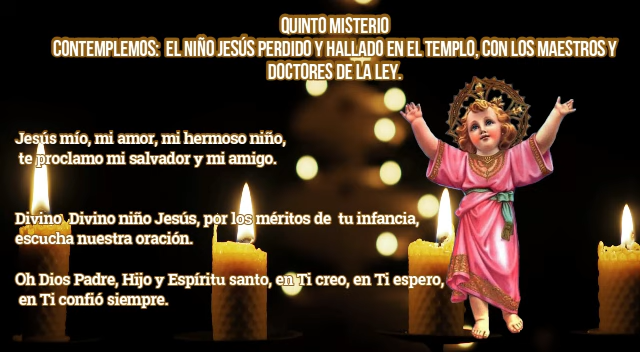 QUINTO MISTERIO
CONTEMPLEMOS: EL NIÑO JESÚS PERDIDO Y HALLADO EN EL TEMPLO, CON LOS MAESTROS Y
DOCTORES DE LA LEY.
Jesús mío, mi amor, mi hermoso niño,
te proclamo mi salvador y mi amigo.
Divino Divino niño Jesús, por los méritos de tu infancia,
escucha nuestra oración.
Oh Dios Padre, Hijo y Espíritu santo, en Ti creo, en Ti espero,
en Ti confió siempre.